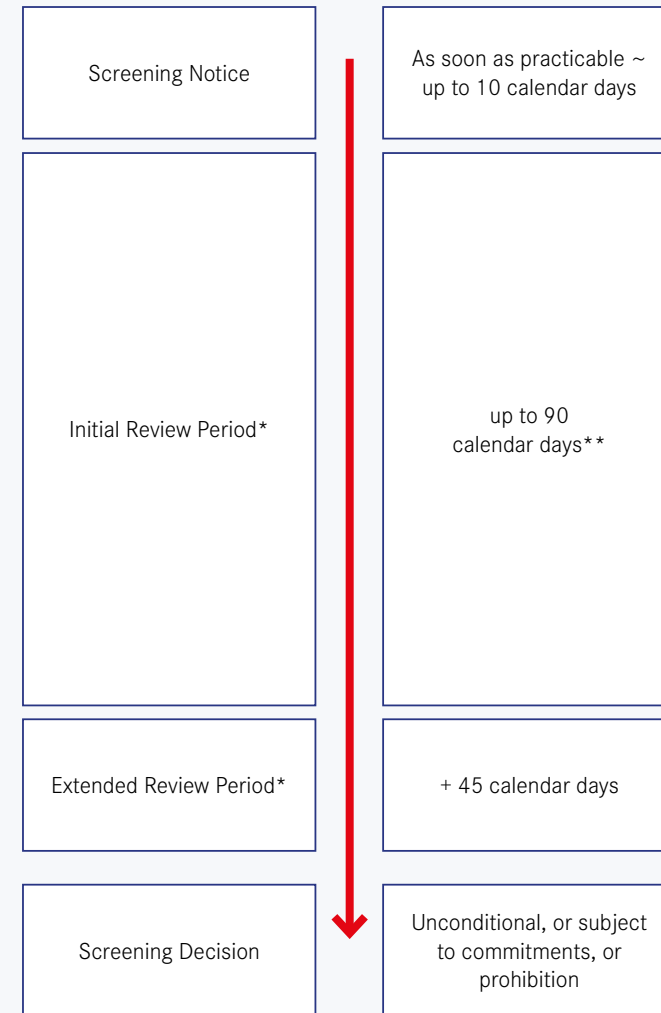 Screening Notice
As soon as practicable ~
up to 10 calendar days
Initial Review Period*
up to 90
calendar days**
Extended Review Period*
+ 45 calendar days
Screening Decision
Unconditional, or subject
to commitments, or
prohibition